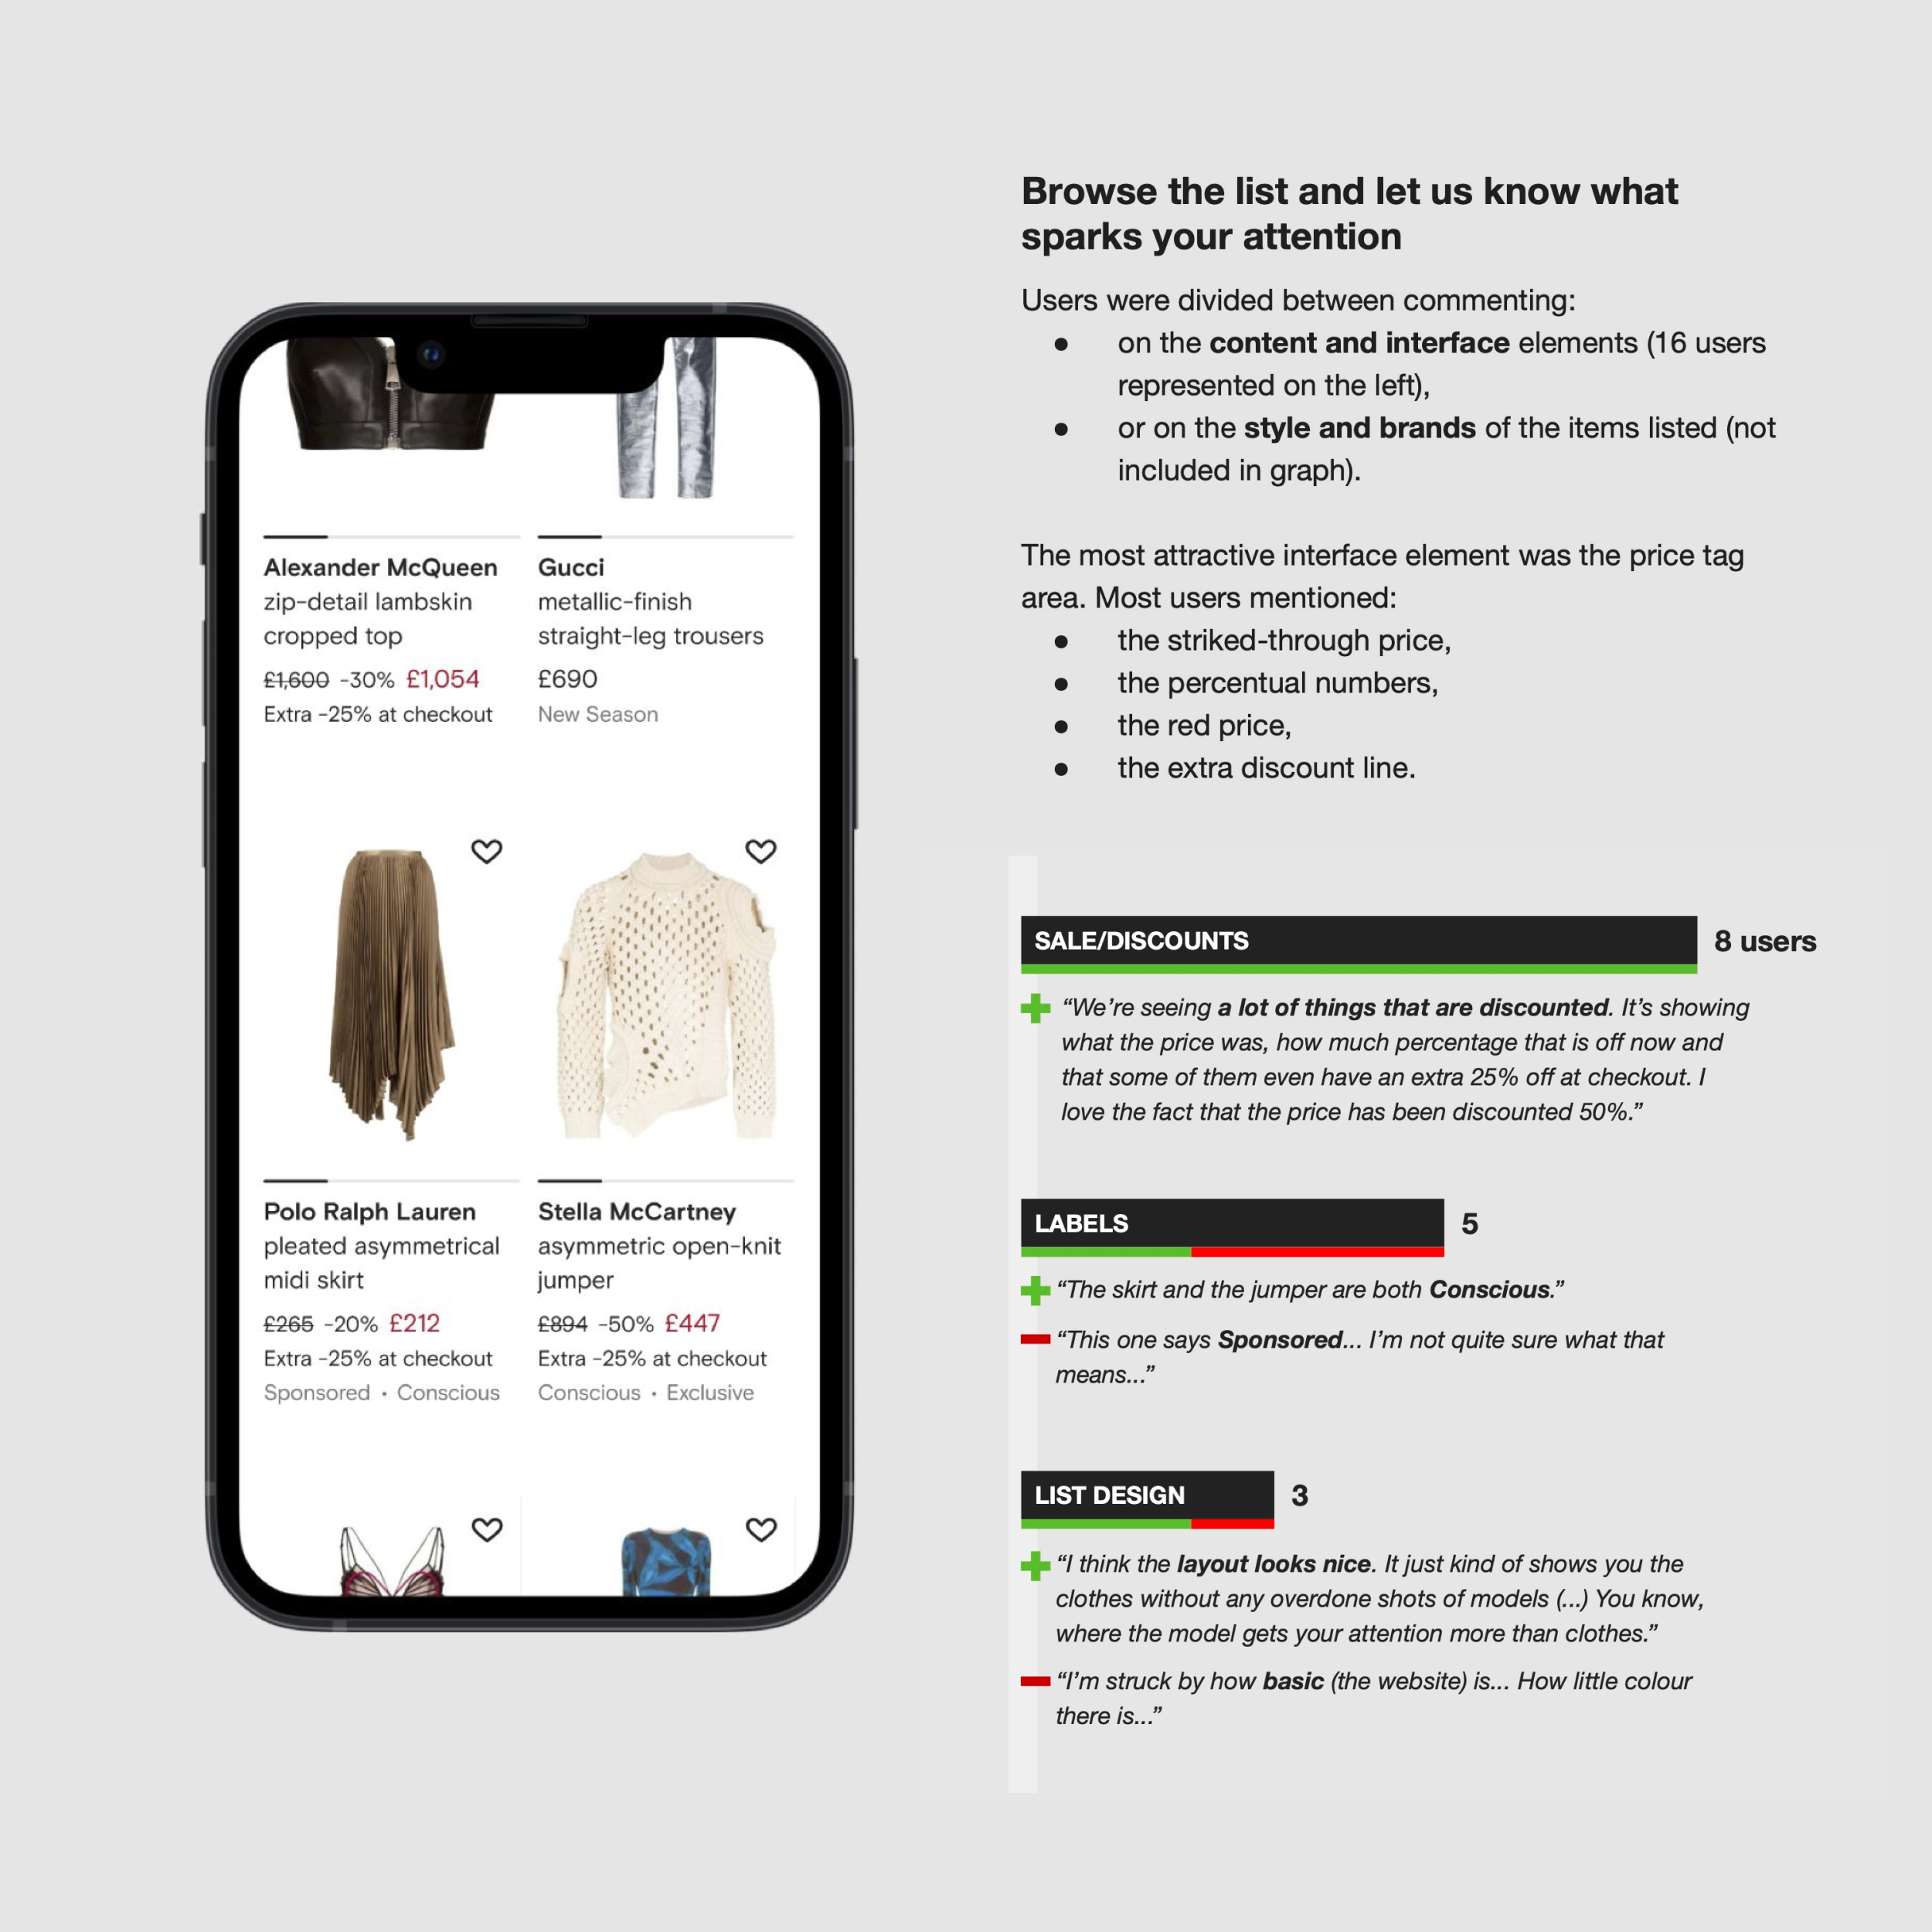 Alexander McQueen
zip-detail lambskin
cropped top
£1,600 -30% £1,054
Extra -25% at checkout
Gucci
metallic-finish
straight-leg trousers
£690
New Season
Polo Ralph Lauren
pleated asymmetrical
midi skirt
£265 -20% £212
Extra -25% at checkout
Sponsored • Conscious
Stella McCartney
asymmetric open-knit
jumper
£894 -50% £447
Extra -25% at checkout
Conscious • Exclusive
Browse the list and let us know what
sparks your attention
Users were divided between commenting:
● on the content and interface elements (16 users
represented on the left),
● or on the style and brands of the items listed (not
included in graph).
The most attractive interface element was the price tag
area. Most users mentioned:
● the striked-through price,
● the percentual numbers,
● the red price,
● the extra discount line.
SALE/DISCOUNTS 8 users
“We’re seeing a lot of things that are discounted. It’s showing
what the price was, how much percentage that is off now and
that some of them even have an extra 25% off at checkout. I
love the fact that the price has been discounted 50%.”
LABELS 5
“The skirt and the jumper are both Conscious.”
“This one says Sponsored... I’m not quite sure what that
means...”
LIST DESIGN 3
“I think the layout looks nice. It just kind of shows you the
clothes without any overdone shots of models (...) You know,
where the model gets your attention more than clothes.”
“I’m struck by how basic (the website) is... How little colour
there is...”